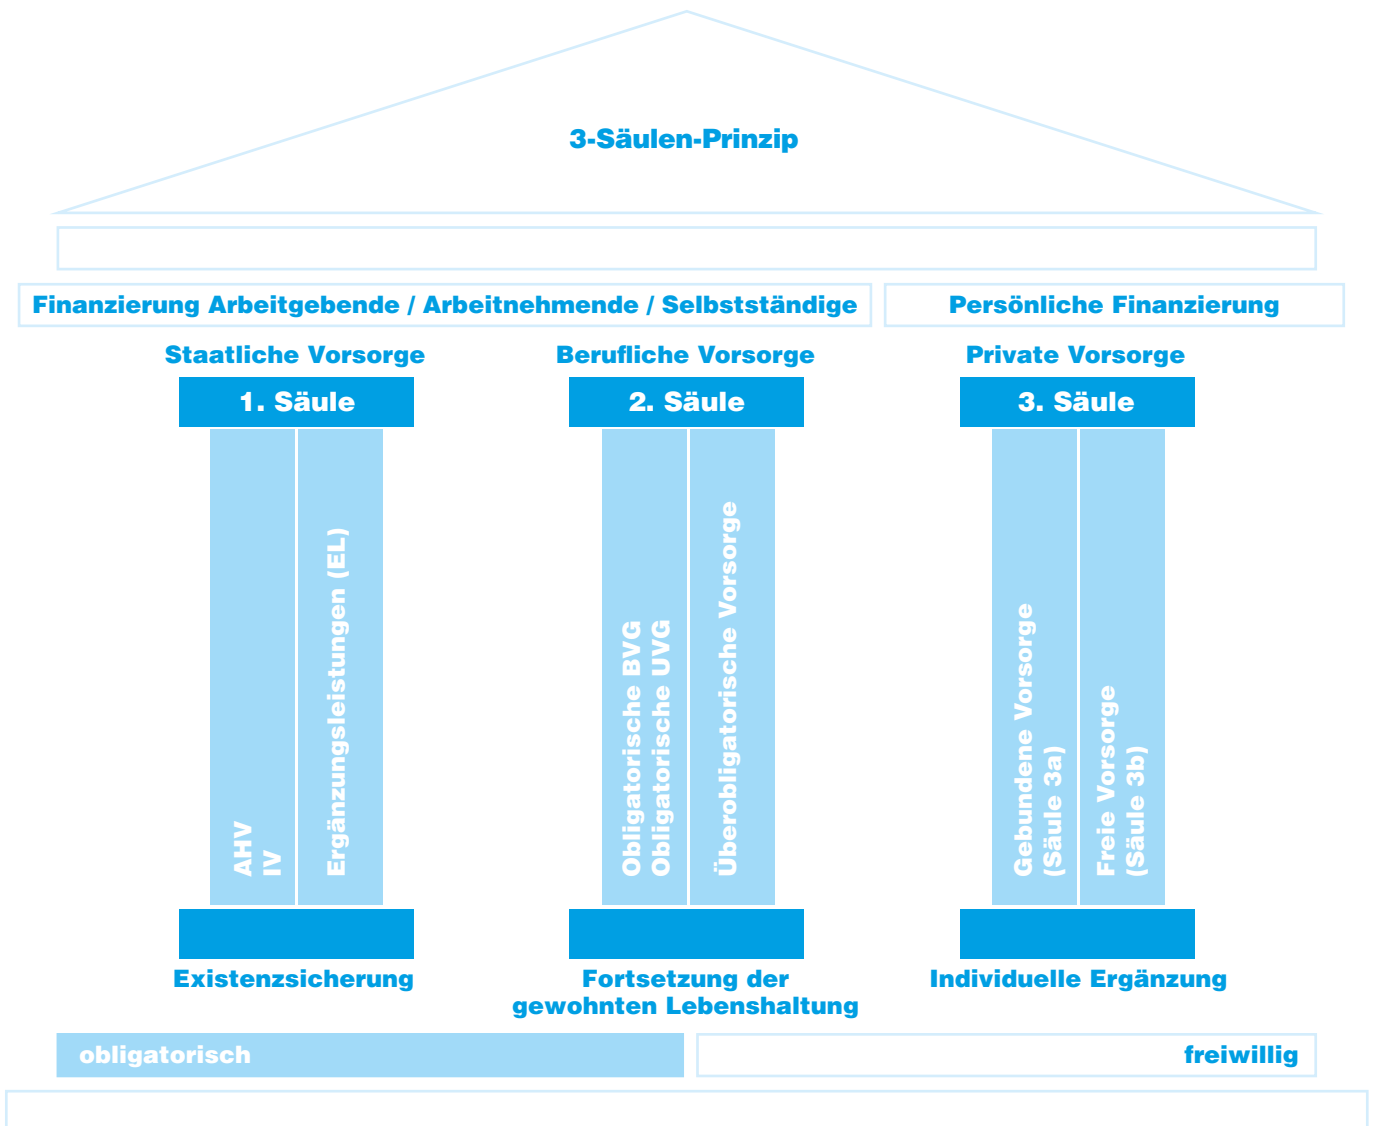 3-Säulen-Prinzip
Finanzierung Arbeitgebende / Arbeitnehmende / Selbstständige
Persönliche Finanzierung
Staatliche Vorsorge
1. Säule
AHV
IV
Ergänzungsleistungen (EL)
Existenzsicherung
Berufliche Vorsorge
2. Säule
Obligatorische BVG
Obligatorische UVG
Überobligatorische Vorsorge
Fortsetzung der
gewohnten Lebenshaltung
Private Vorsorge
3. Säule
Gebundene Vorsorge
(Säule 3a)
Freie Vorsorge
(Säule 3b)
Individuelle Ergänzung
obligatorisch
freiwillig